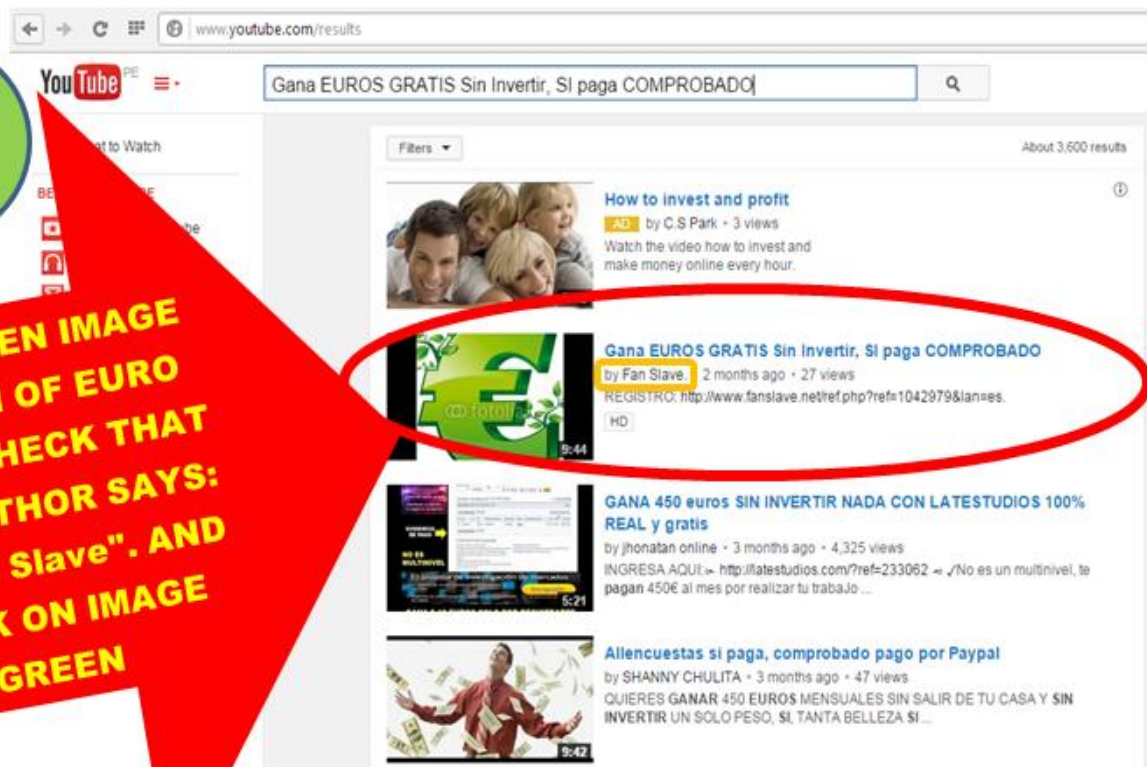 www.youtube.com/results
YouTube PE
Gana EUROS GRATIS Sin Invertir, SI paga COMPROBADO
at to Watch
Filters
About 3,600 results
How to invest and profit
AD by C.S Park • 3 views
Watch the video how to invest and
make money online every hour.
Gana EUROS GRATIS Sin Invertir, SI paga COMPROBADO
by Fan Slave. 2 months ago • 27 views
REGISTRO: http://www.fanslave.net/ref.php?ref=1042979&lan=es.
HD
9:44
GANA 450 euros SIN INVERTIR NADA CON LATESTUDIOS 100%
REAL y gratis
by jhonatan online • 3 months ago • 4,325 views
INGRESA AQUI:⤜ http://latestudios.com/?ref=233062 ⤛ ✓No es un multinivel, te
pagan 450€ al mes por realizar tu trabaJo ...
5:21
Allencuestas si paga, comprobado pago por Paypal
by SHANNY CHULITA • 3 months ago • 47 views
QUIERES GANAR 450 EUROS MENSUALES SIN SALIR DE TU CASA Y SIN
INVERTIR UN SOLO PESO, SI, TANTA BELLEZA SI ...
9:42
EN IMAGE
OF EURO
HECK THAT
THOR SAYS:
Slave". AND
K ON IMAGE
GREEN